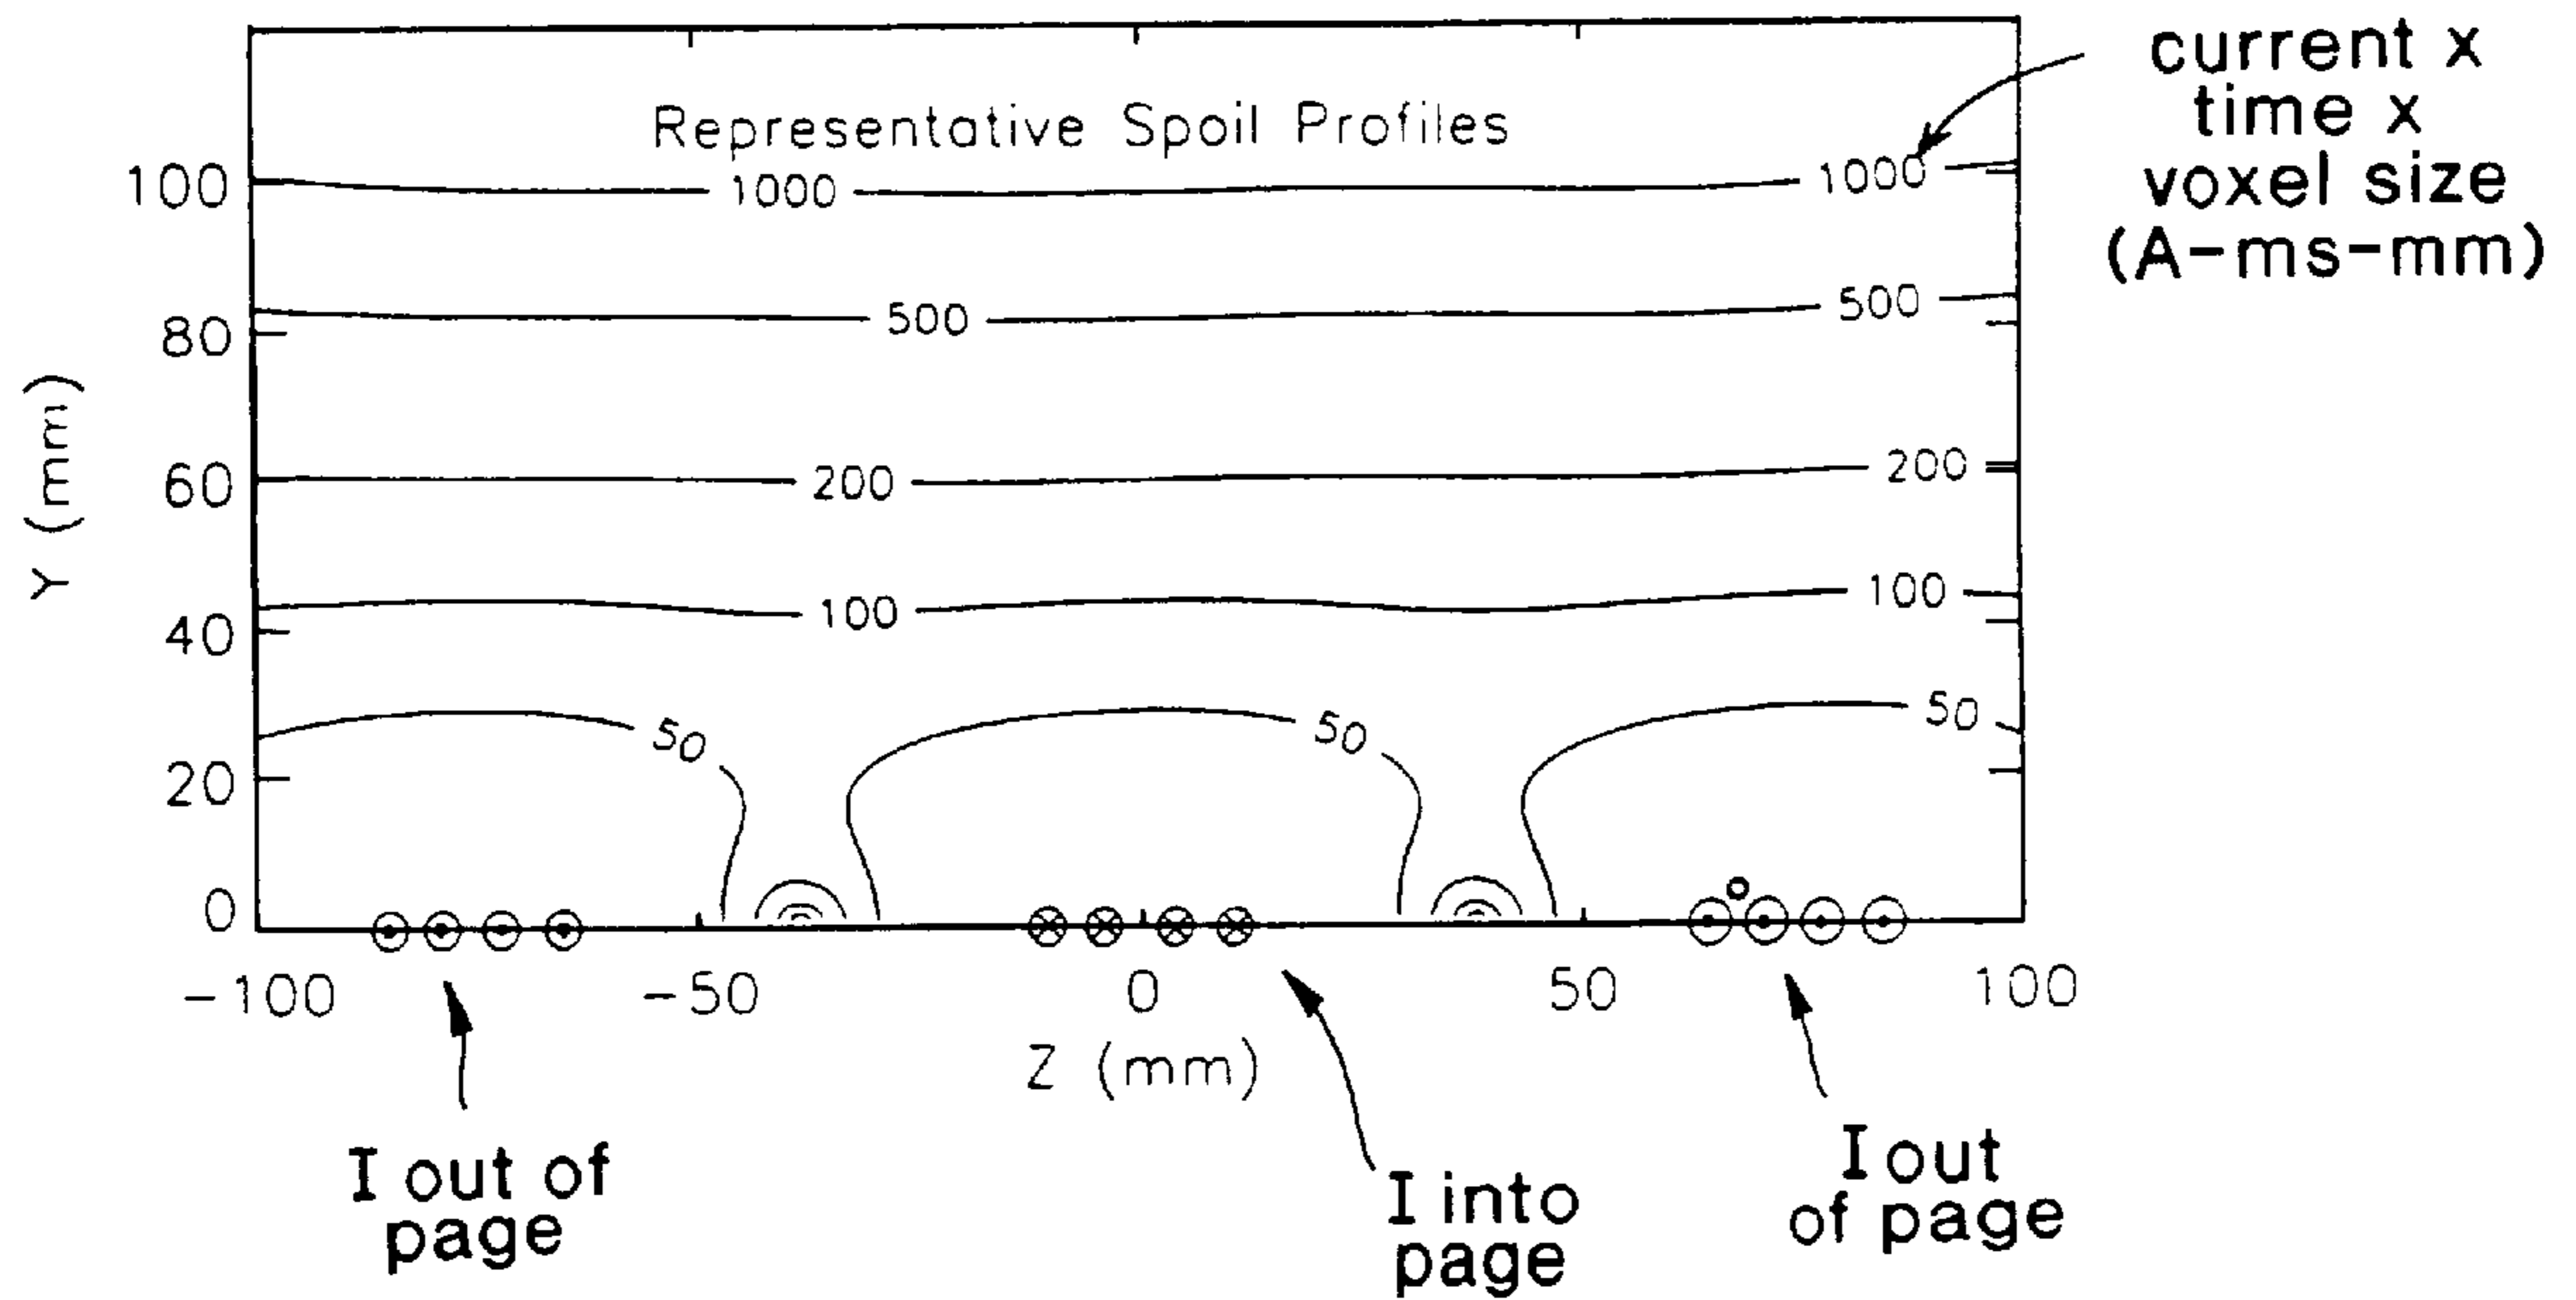 current x
time x
voxel size
(A-ms-mm)
Representative Spoil Profiles
1000
1000
500
500
200
200
100
100
50
50
50
Y (mm)
100
80
60
40
20
0
-100
-50
0
50
100
Z (mm)
I out of
page
I into
page
I out
of page